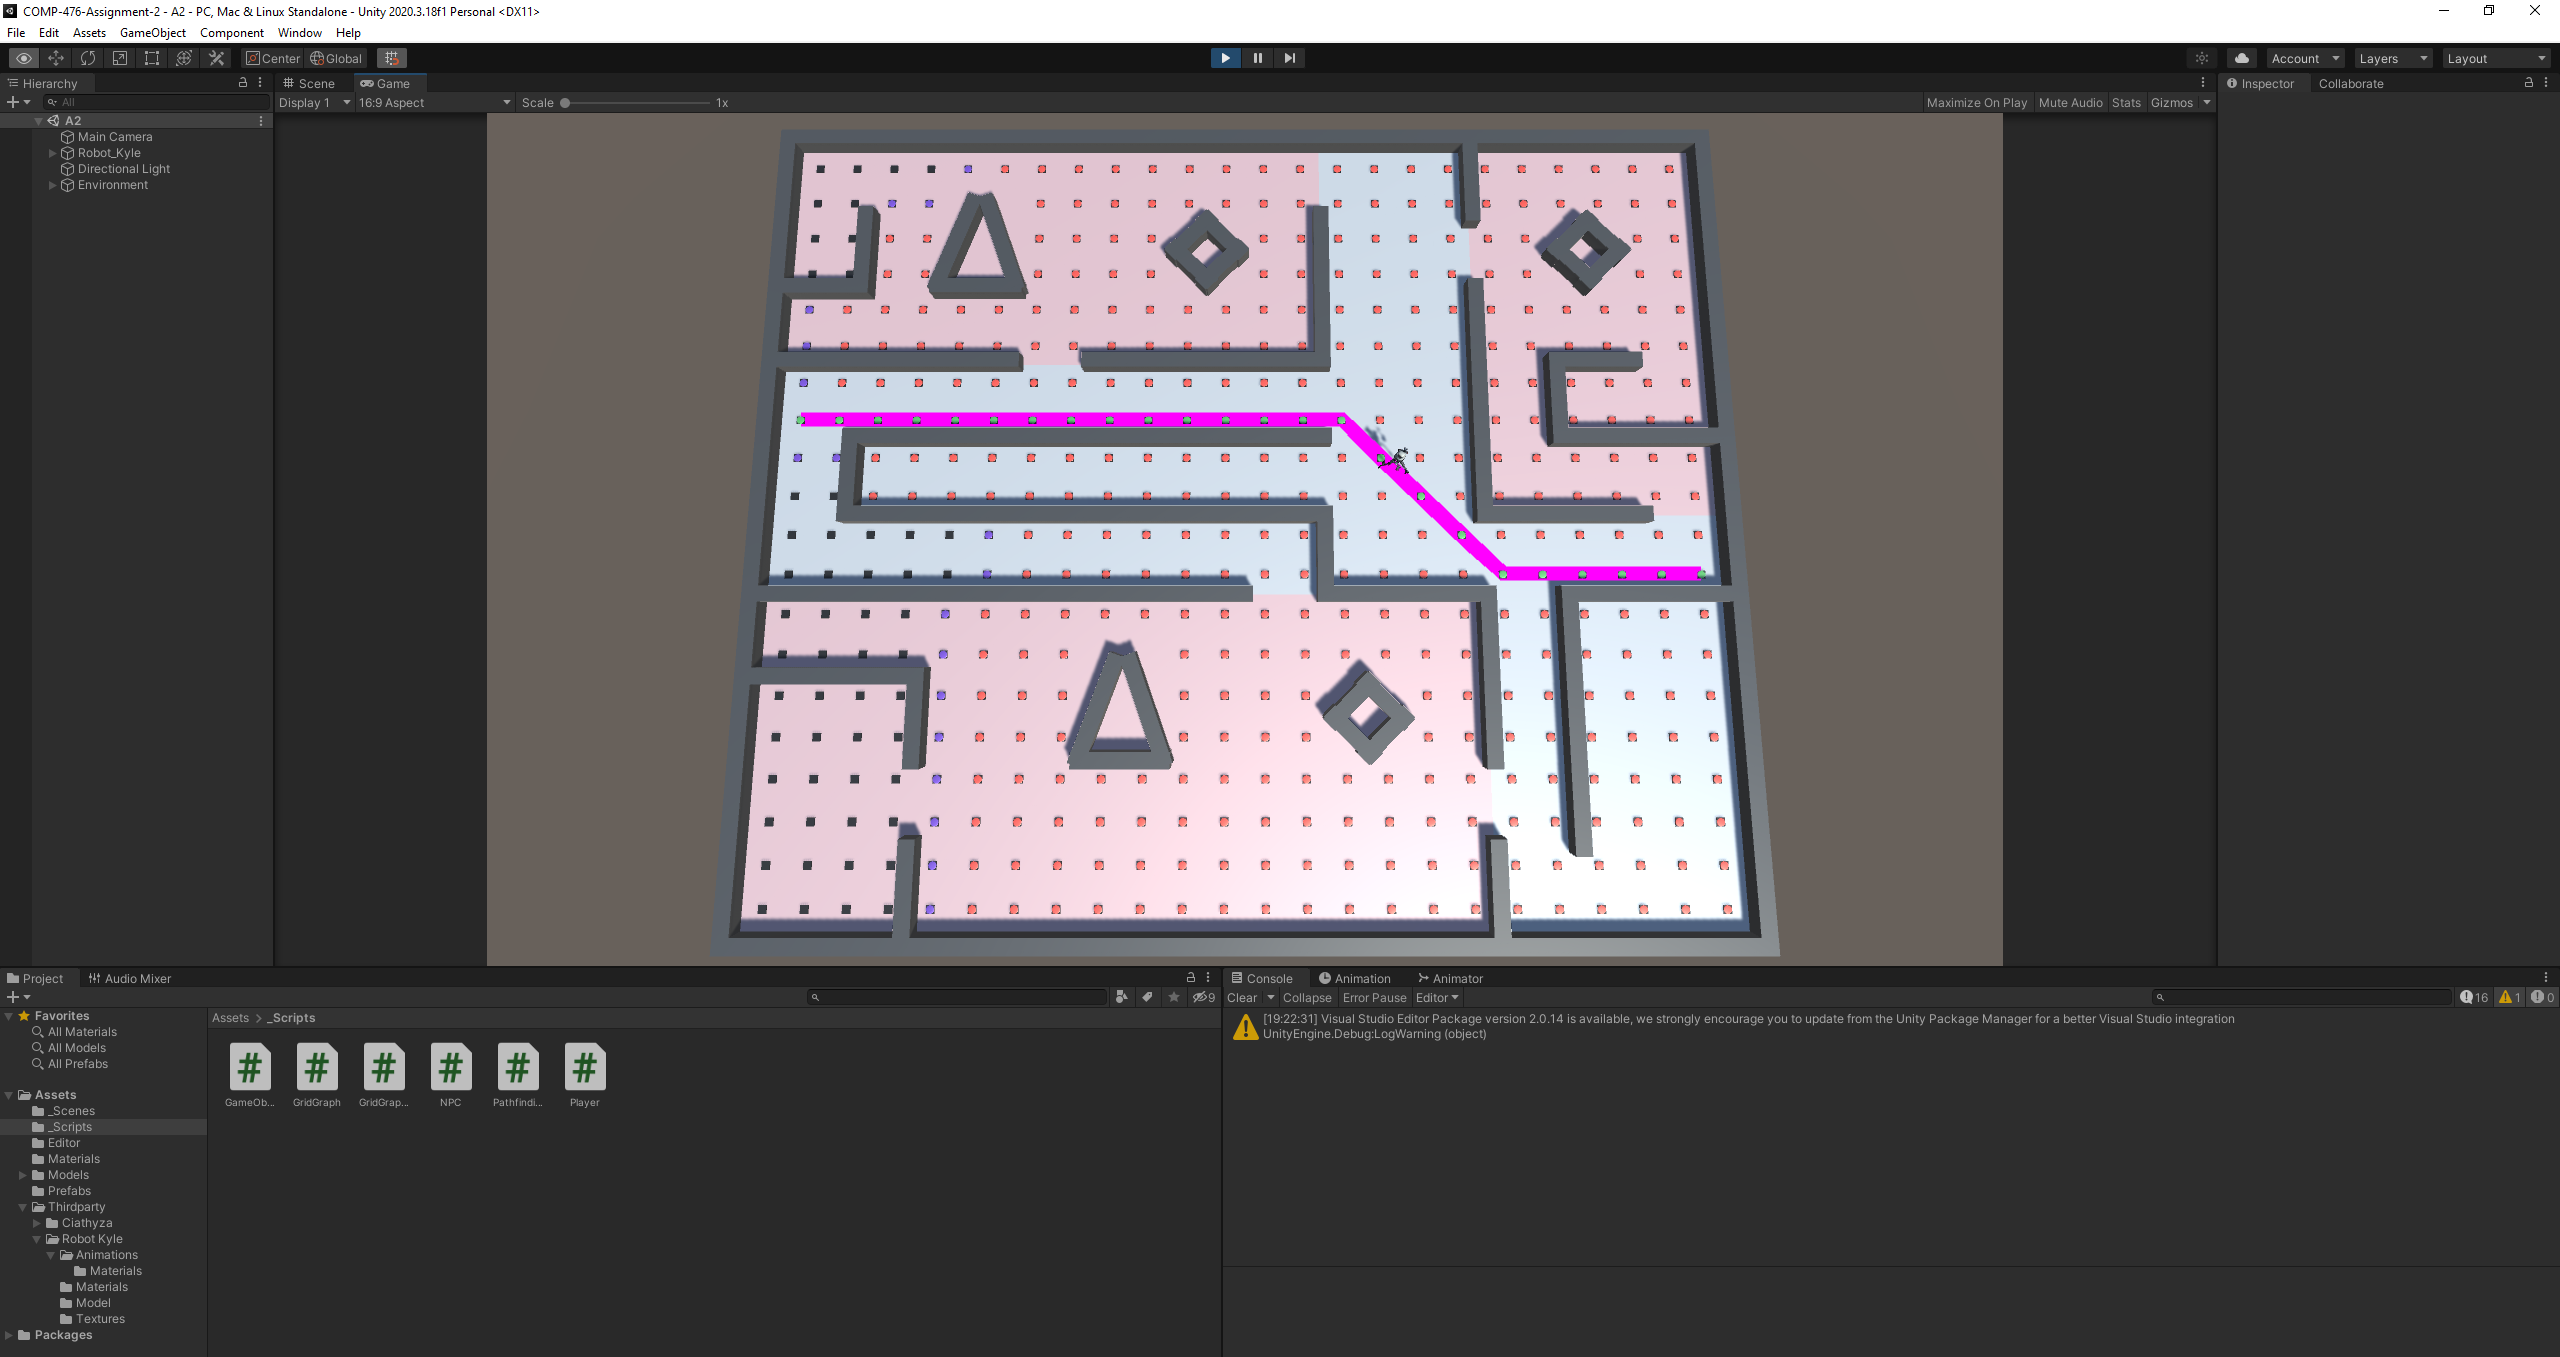 COMP-476-Assignment-2 - A2 - PC, Mac & Linux Standalone - Unity 2020.3.18f1 Personal <DX11>
File Edit Assets GameObject Component Window Help
Center Global Account Layers Layout
Hierarchy
All
A2
Main Camera
Robot_Kyle
Directional Light
Environment
Scene Game
Display 1 16:9 Aspect Scale 1x Maximize On Play Mute Audio Stats Gizmos
Inspector Collaborate
Project Audio Mixer
9
Favorites
All Materials
All Models
All Prefabs
Assets
_Scenes
_Scripts
Editor
Materials
Models
Prefabs
Thirdparty
Ciathyza
Robot Kyle
Animations
Materials
Materials
Model
Textures
Packages
Assets > _Scripts
GameOb... GridGraph GridGrap... NPC Pathfindi... Player
Console Animation Animator
Clear Collapse Error Pause Editor 16 1 0
[19:22:31] Visual Studio Editor Package version 2.0.14 is available, we strongly encourage you to update from the Unity Package Manager for a better Visual Studio integration
UnityEngine.Debug:LogWarning (object)